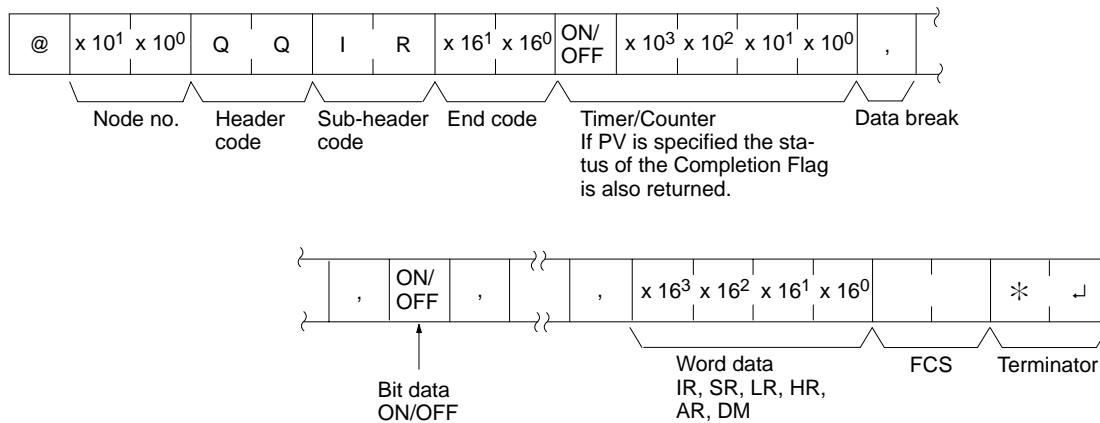 @ x 10¹ x 10⁰ Q Q I R x 16¹ x 16⁰ ON/OFF x 10³ x 10² x 10¹ x 10⁰ ,
Node no.
Header
code
Sub-header
code
End code
Timer/Counter
If PV is specified the sta-
tus of the Completion Flag
is also returned.
Data break
, ON/OFF , , x 16³ x 16² x 16¹ x 16⁰ * ↵
Bit data
ON/OFF
Word data
IR, SR, LR, HR,
AR, DM
FCS
Terminator